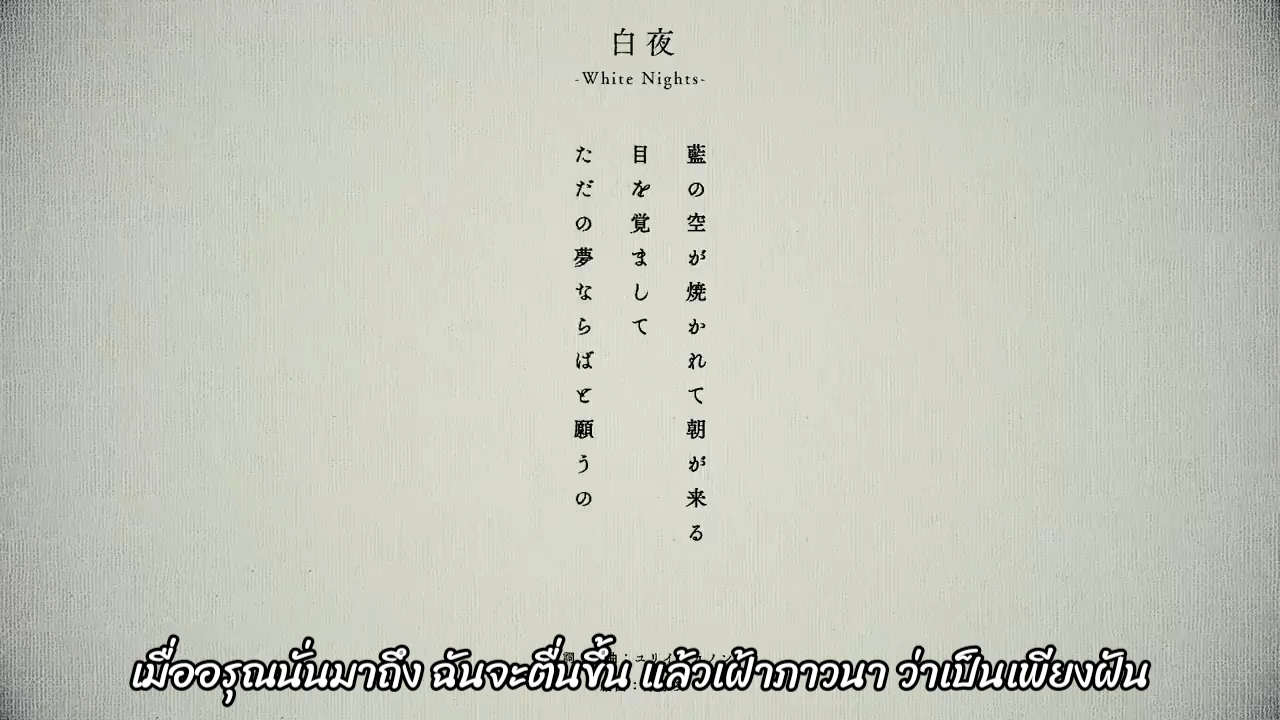 白夜
-White Nights-
藍の空が焼かれて朝が来る
目を覚まして
ただの夢ならばと願うの
เมื่ออรุณนั่นมาถึง ฉันจะตื่นขึ้น แล้วเฝ้าภาวนา ว่าเป็นเพียงฝัน